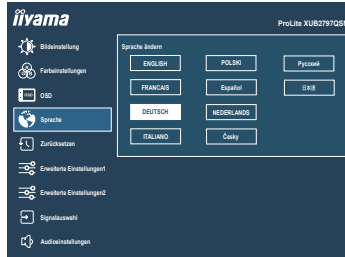 iiyama
ProLite XUB2797QSN
Bildeinstellung
Farbeinstellungen
OSD
Sprache
Zurücksetzen
Erweiterte Einstellungen1
Erweiterte Einstellungen2
Signalauswahl
Audioeinstellungen
Sprache ändern
ENGLISH
POLSKI
Русский
FRANCAIS
Español
日本語
DEUTSCH
NEDERLANDS
ITALIANO
Česky